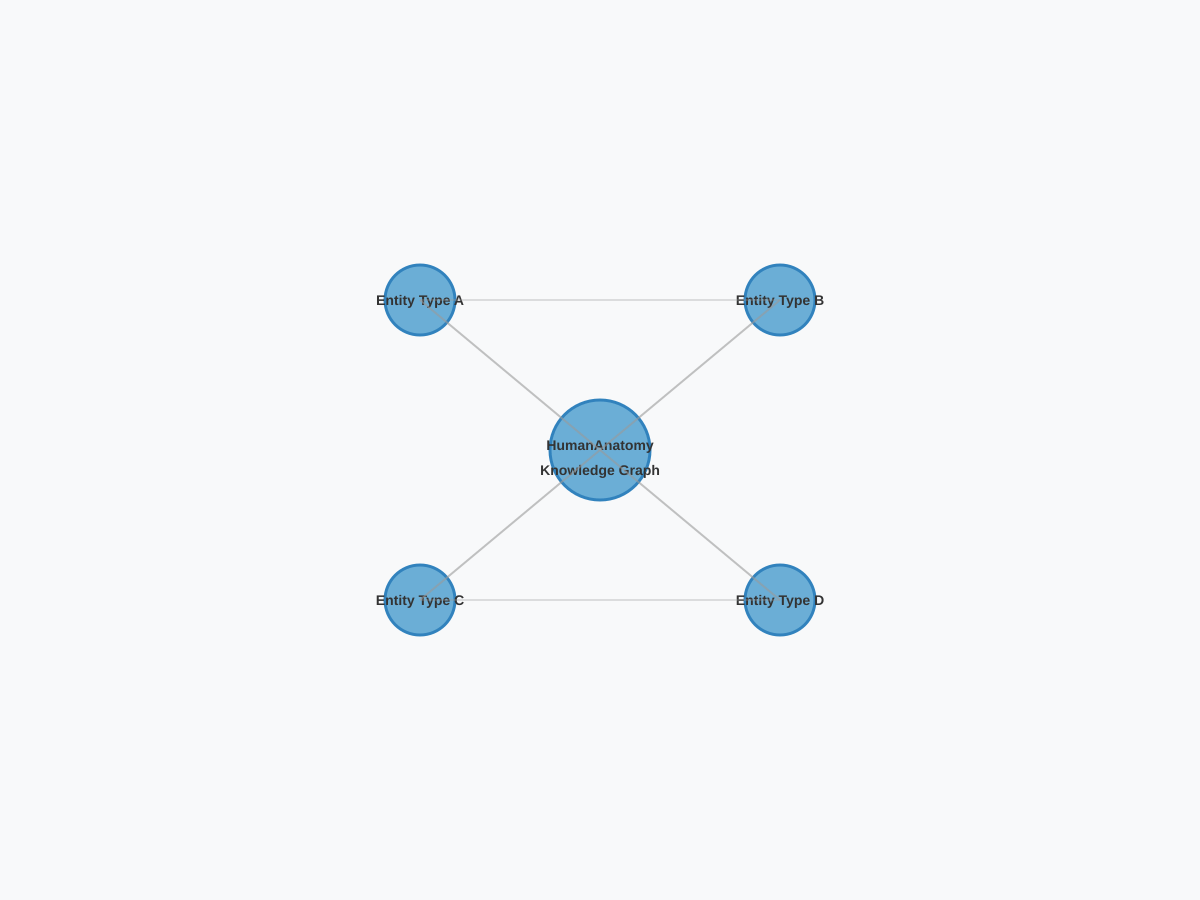 Entity Type A
Entity Type B
HumanAnatomy
Knowledge Graph
Entity Type C
Entity Type D